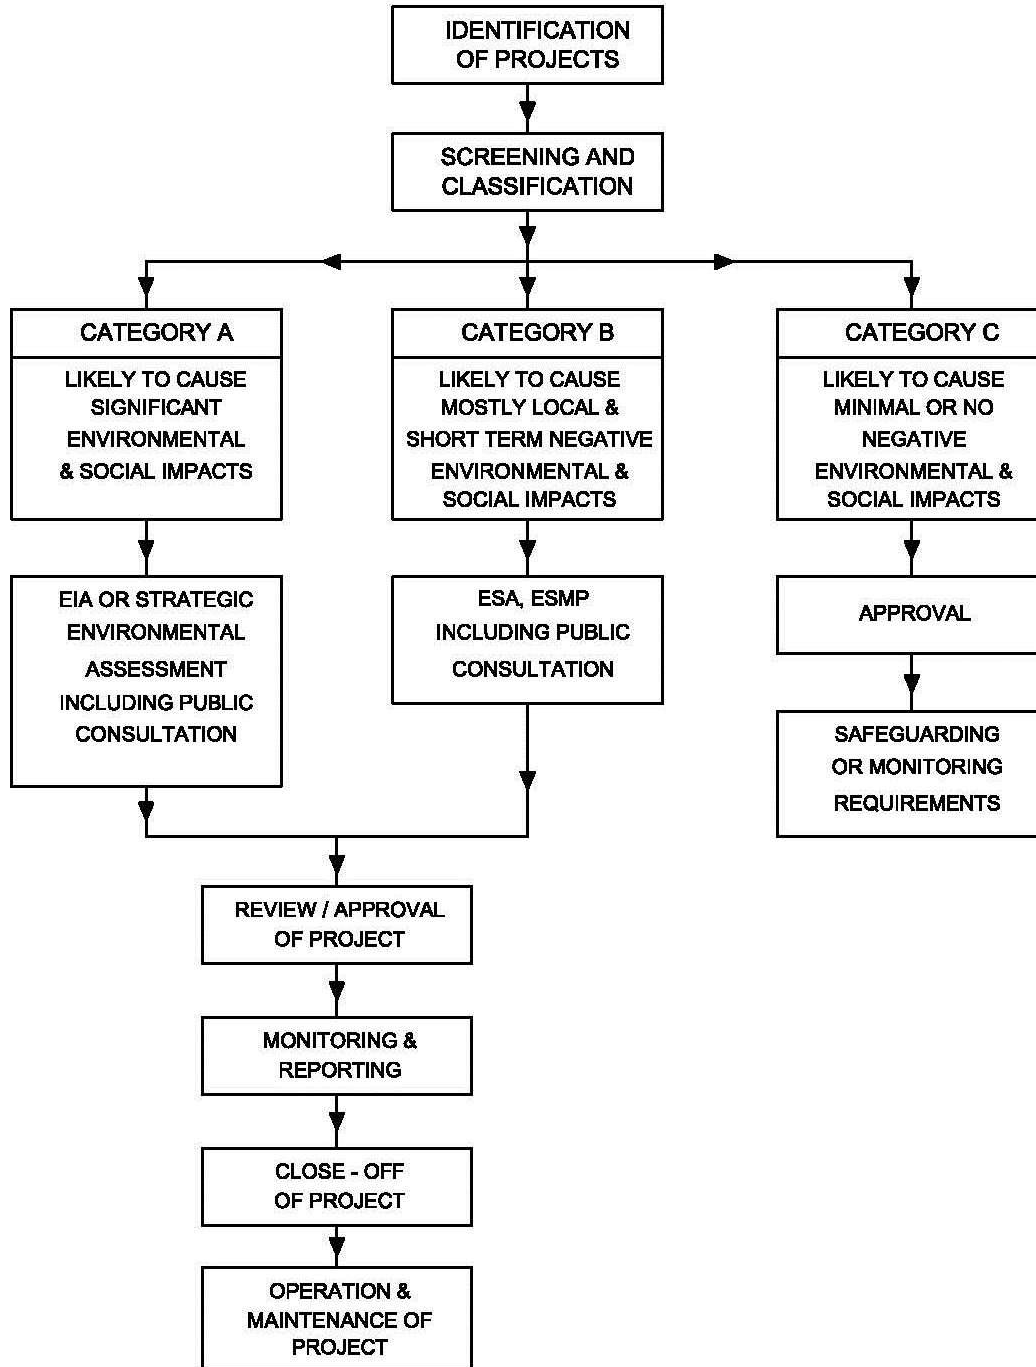 IDENTIFICATION
OF PROJECTS
SCREENING AND
CLASSIFICATION
CATEGORY A
LIKELY TO CAUSE
SIGNIFICANT
ENVIRONMENTAL
& SOCIAL IMPACTS
CATEGORY B
LIKELY TO CAUSE
MOSTLY LOCAL &
SHORT TERM NEGATIVE
ENVIRONMENTAL &
SOCIAL IMPACTS
CATEGORY C
LIKELY TO CAUSE
MINIMAL OR NO
NEGATIVE
ENVIRONMENTAL &
SOCIAL IMPACTS
EIA OR STRATEGIC
ENVIRONMENTAL
ASSESSMENT
INCLUDING PUBLIC
CONSULTATION
ESA, ESMP
INCLUDING PUBLIC
CONSULTATION
APPROVAL
SAFEGUARDING
OR MONITORING
REQUIREMENTS
REVIEW / APPROVAL
OF PROJECT
MONITORING &
REPORTING
CLOSE - OFF
OF PROJECT
OPERATION &
MAINTENANCE OF
PROJECT